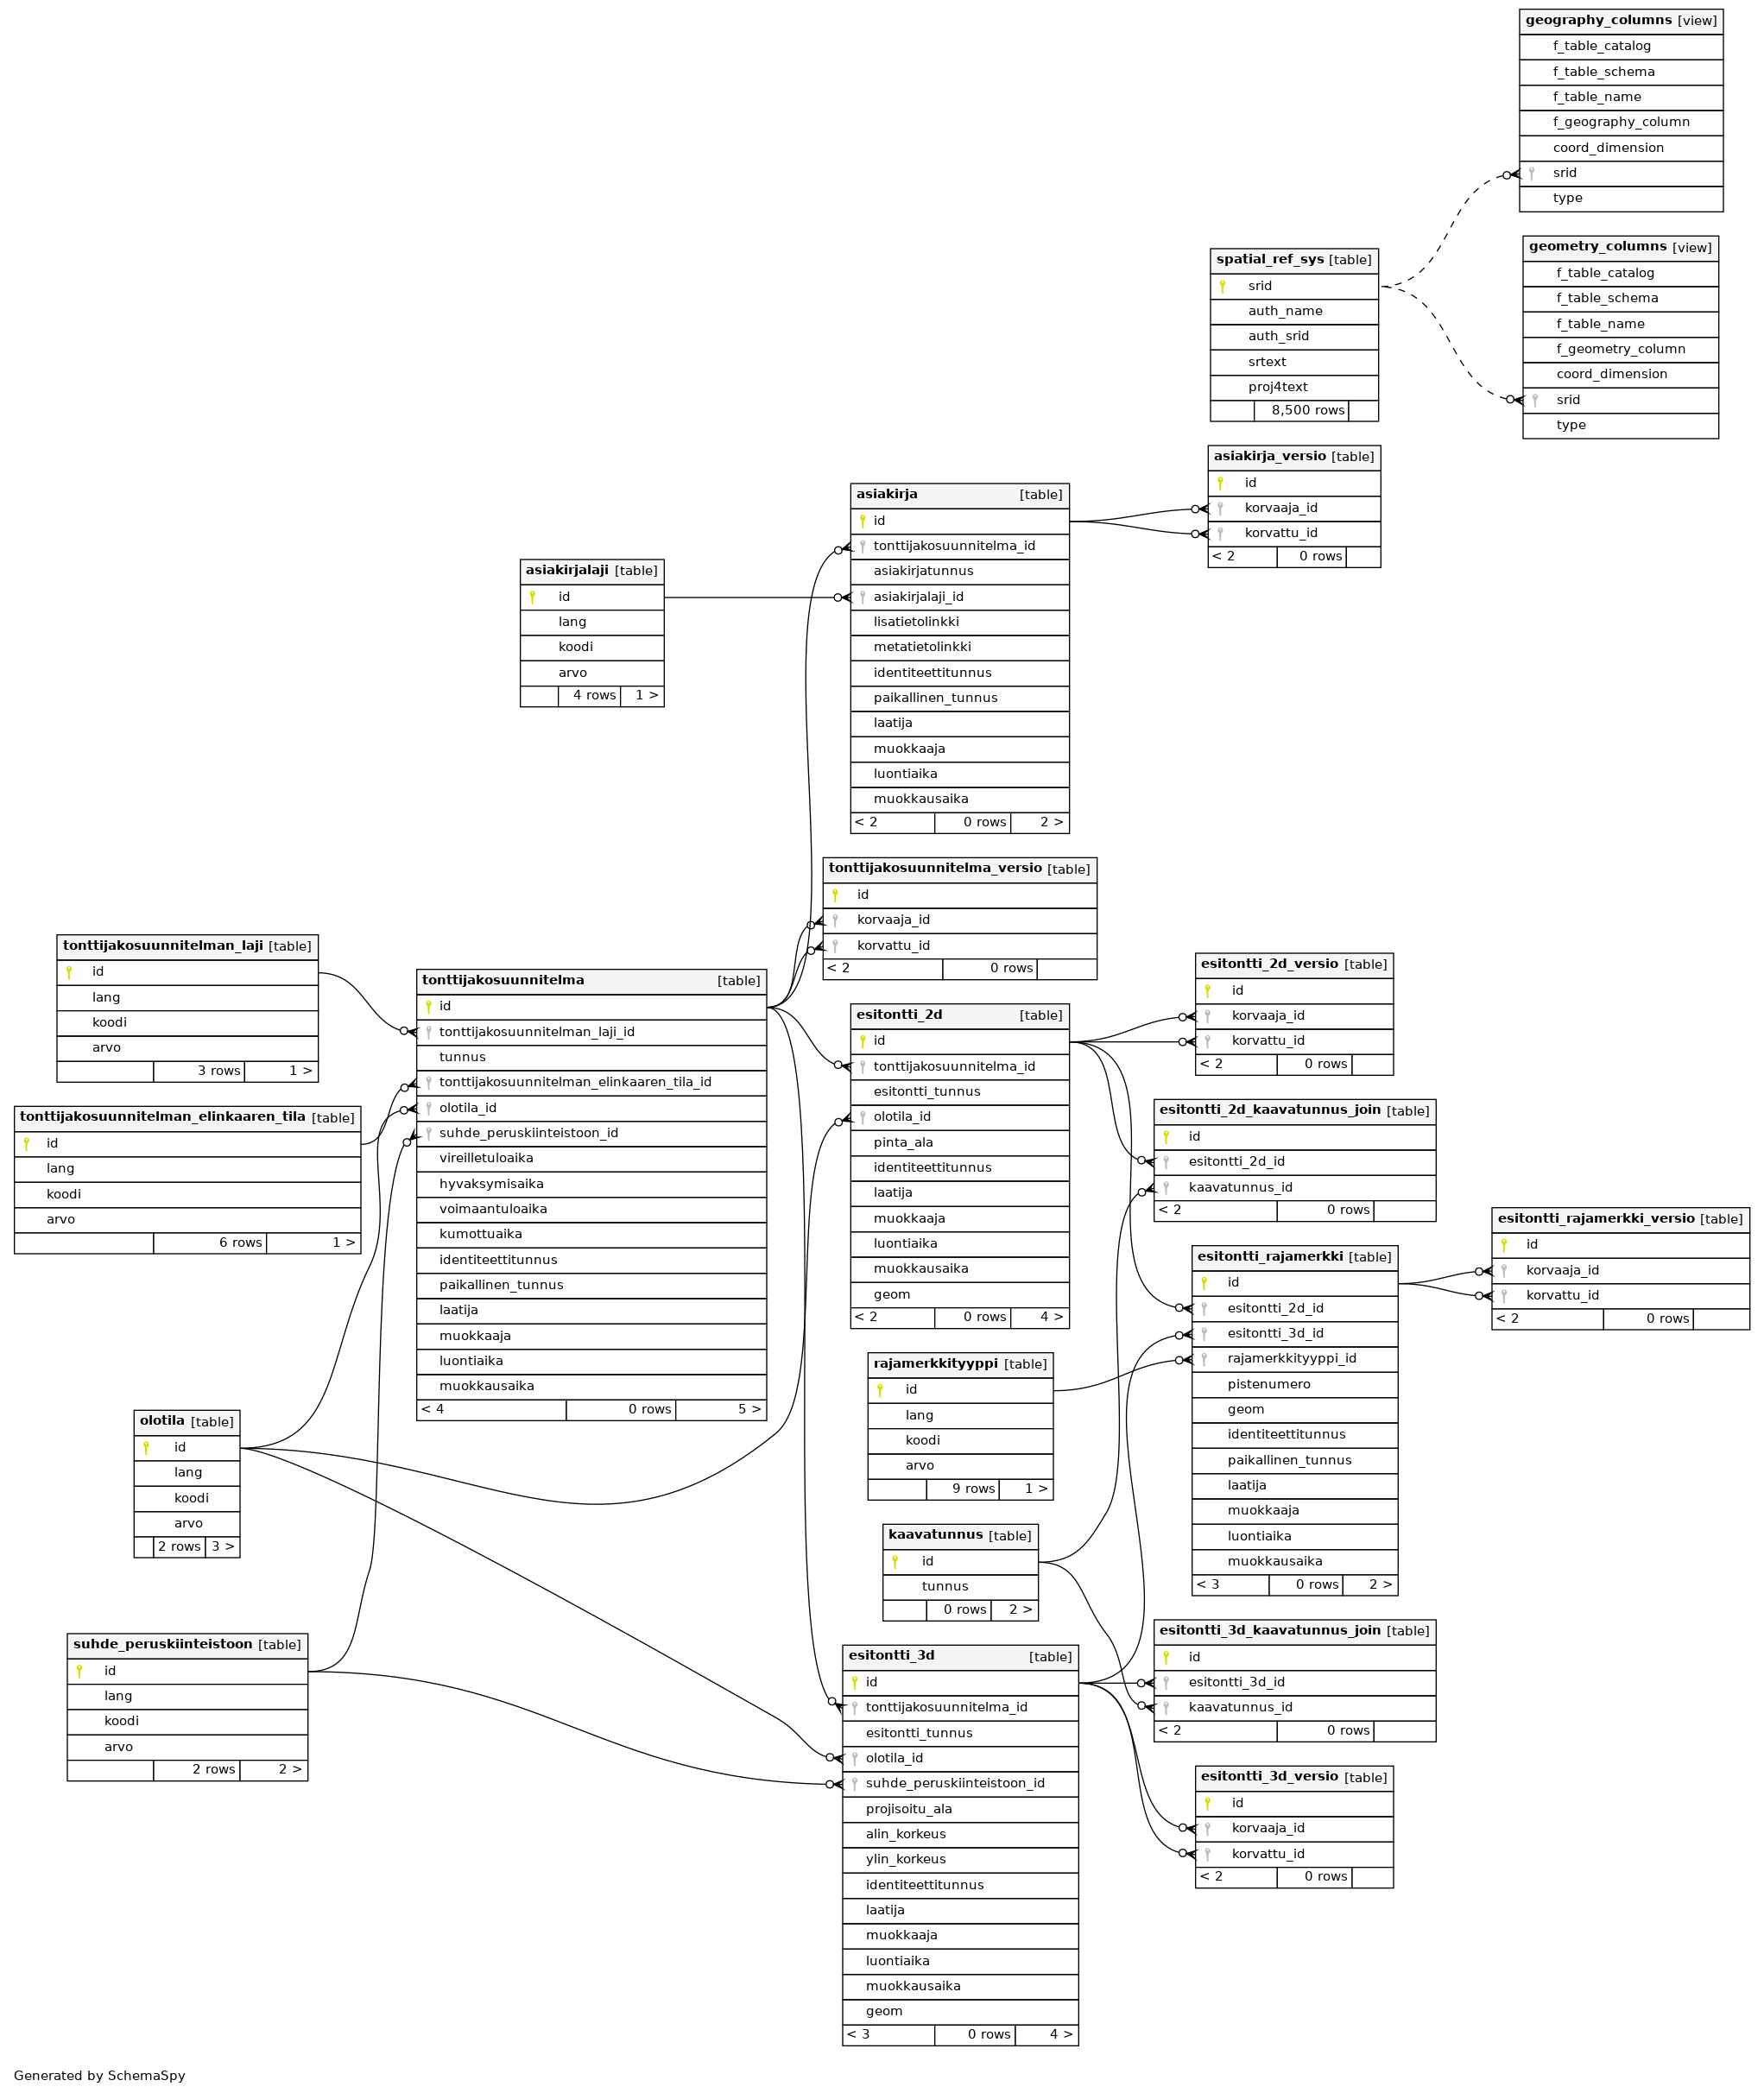 geography_columns [view]
f_table_catalog
f_table_schema
f_table_name
f_geography_column
coord_dimension
srid
type
geometry_columns [view]
f_table_catalog
f_table_schema
f_table_name
f_geometry_column
coord_dimension
srid
type
spatial_ref_sys [table]
srid
auth_name
auth_srid
srtext
proj4text
8,500 rows
asiakirja_versio [table]
id
korvaaja_id
korvattu_id
< 2 0 rows
asiakirja [table]
id
tonttijakosuunnitelma_id
asiakirjatunnus
asiakirjalaji_id
lisatietolinkki
metatietolinkki
identiteettitunnus
paikallinen_tunnus
laatija
muokkaaja
luontiaika
muokkausaika
< 2 0 rows 2 >
asiakirjalaji [table]
id
lang
koodi
arvo
4 rows 1 >
tonttijakosuunnitelma_versio [table]
id
korvaaja_id
korvattu_id
< 2 0 rows
tonttijakosuunnitelman_laji [table]
id
lang
koodi
arvo
3 rows 1 >
tonttijakosuunnitelma [table]
id
tonttijakosuunnitelman_laji_id
tunnus
tonttijakosuunnitelman_elinkaaren_tila_id
olotila_id
suhde_peruskiinteistoon_id
vireilletuloaika
hyvaksymisaika
voimaantuloaika
kumottuaika
identiteettitunnus
paikallinen_tunnus
laatija
muokkaaja
luontiaika
muokkausaika
< 4 0 rows 5 >
tonttijakosuunnitelman_elinkaaren_tila [table]
id
lang
koodi
arvo
6 rows 1 >
esitontti_2d [table]
id
tonttijakosuunnitelma_id
esitontti_tunnus
olotila_id
pinta_ala
identiteettitunnus
laatija
muokkaaja
luontiaika
muokkausaika
geom
< 2 0 rows 4 >
esitontti_2d_versio [table]
id
korvaaja_id
korvattu_id
< 2 0 rows
esitontti_2d_kaavatunnus_join [table]
id
esitontti_2d_id
kaavatunnus_id
< 2 0 rows
esitontti_rajamerkki_versio [table]
id
korvaaja_id
korvattu_id
< 2 0 rows
esitontti_rajamerkki [table]
id
esitontti_2d_id
esitontti_3d_id
rajamerkkityyppi_id
pistenumero
geom
identiteettitunnus
paikallinen_tunnus
laatija
muokkaaja
luontiaika
muokkausaika
< 3 0 rows 2 >
rajamerkkityyppi [table]
id
lang
koodi
arvo
9 rows 1 >
olotila [table]
id
lang
koodi
arvo
2 rows 3 >
kaavatunnus [table]
id
tunnus
0 rows 2 >
suhde_peruskiinteistoon [table]
id
lang
koodi
arvo
2 rows 2 >
esitontti_3d [table]
id
tonttijakosuunnitelma_id
esitontti_tunnus
olotila_id
suhde_peruskiinteistoon_id
projisoitu_ala
alin_korkeus
ylin_korkeus
identiteettitunnus
laatija
muokkaaja
luontiaika
muokkausaika
geom
< 3 0 rows 4 >
esitontti_3d_kaavatunnus_join [table]
id
esitontti_3d_id
kaavatunnus_id
< 2 0 rows
esitontti_3d_versio [table]
id
korvaaja_id
korvattu_id
< 2 0 rows
Generated by SchemaSpy